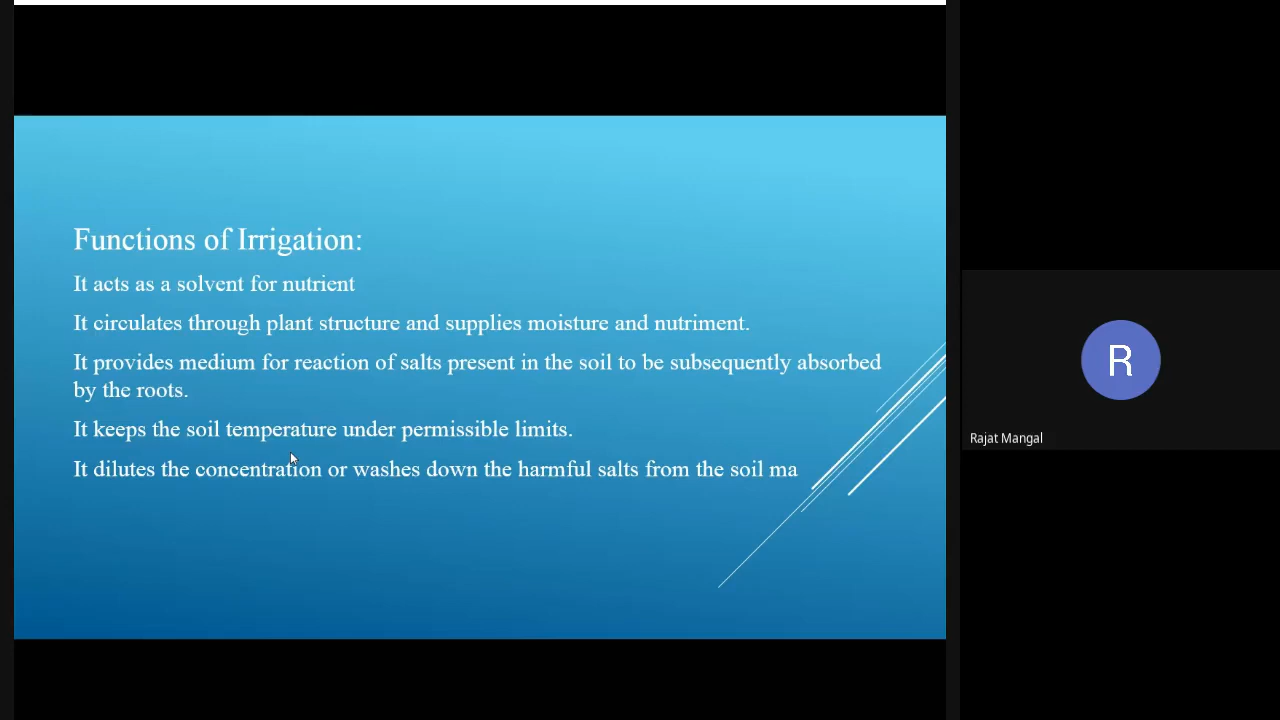 Functions of Irrigation:
It acts as a solvent for nutrient
It circulates through plant structure and supplies moisture and nutriment.
It provides medium for reaction of salts present in the soil to be subsequently absorbed
by the roots.
It keeps the soil temperature under permissible limits.
It dilutes the concentration or washes down the harmful salts from the soil ma
R
Rajat Mangal